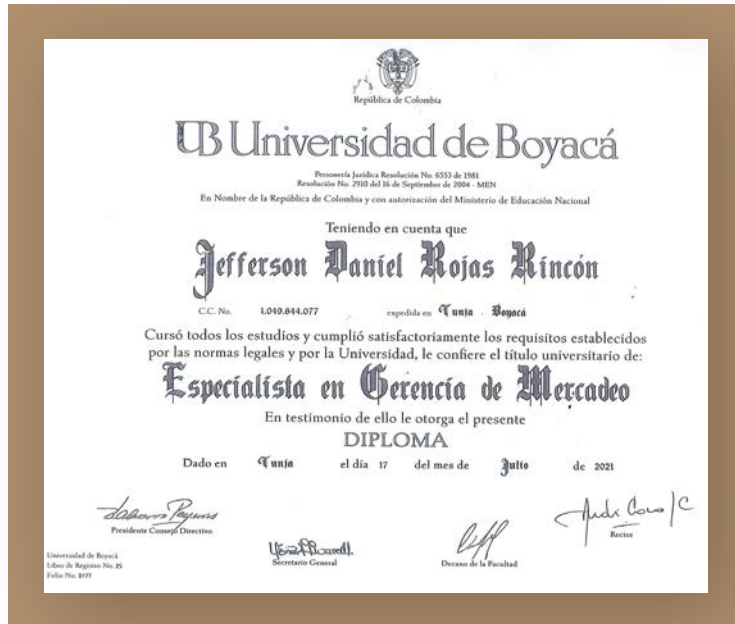 República de Colombia
UB Universidad de Boyacá
Personería Jurídica Resolución No. 6553 de 1981
Resolución No. 2910 del 16 de Septiembre de 2004 - MEN
En Nombre de la República de Colombia y con autorización del Ministerio de Educación Nacional
Teniendo en cuenta que
Jefferson Daniel Rojas Rincón
C.C. No. 1.049.644.077 expedida en Tunja . Boyacá
Cursó todos los estudios y cumplió satisfactoriamente los requisitos establecidos
por las normas legales y por la Universidad, le confiere el título universitario de:
Especialista en Gerencia de Mercadeo
En testimonio de ello le otorga el presente
DIPLOMA
Dado en Tunja el día 17 del mes de Julio de 2021
Presidente Consejo Directivo
Secretario General
Decano de la Facultad
Rector
Universidad de Boyacá
Libro de Registro No. 25
Folio No. 8177